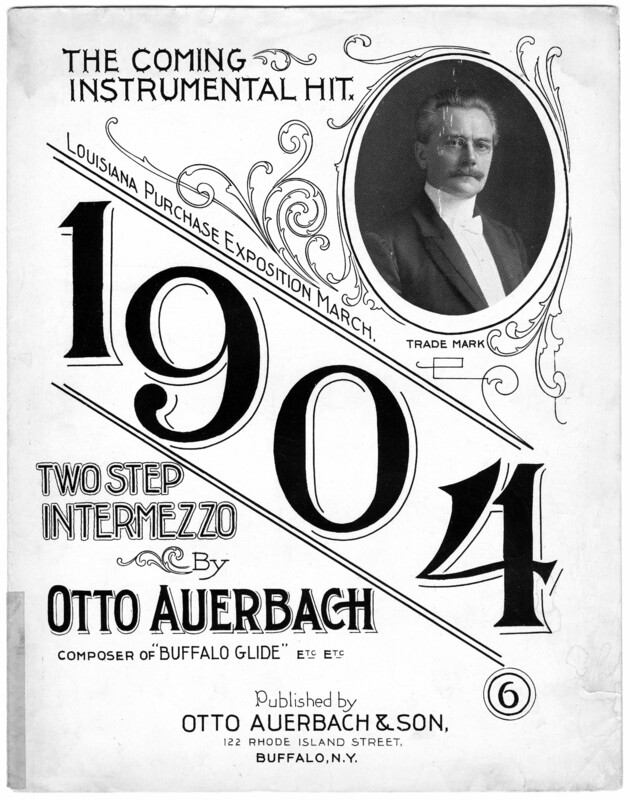 THE COMING
INSTRUMENTAL HIT.
LOUISIANA PURCHASE EXPOSITION MARCH.
TRADE MARK
1904
TWO STEP
INTERMEZZO
By
OTTO AUERBACH
COMPOSER OF "BUFFALO GLIDE" ETC ETC
6
Published by
OTTO AUERBACH & SON,
122 RHODE ISLAND STREET,
BUFFALO, N.Y.